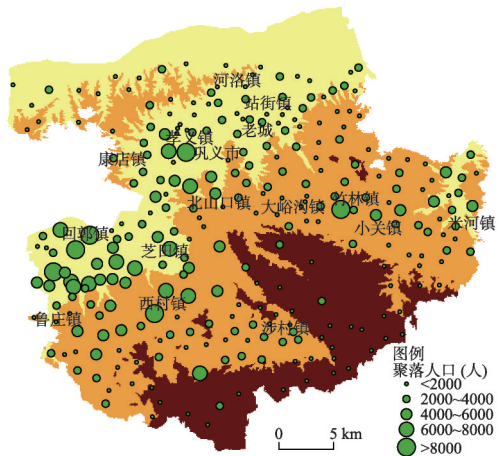 河洛镇
站街镇
老城
孝义镇
巩义市
康店镇
北山口镇
大峪沟镇
竹林镇
小关镇
米河镇
回郭镇
芝田镇
西村镇
鲁庄镇
涉村镇
图例
聚落人口 (人)
<2000
2000~4000
4000~6000
6000~8000
>8000
0 5 km